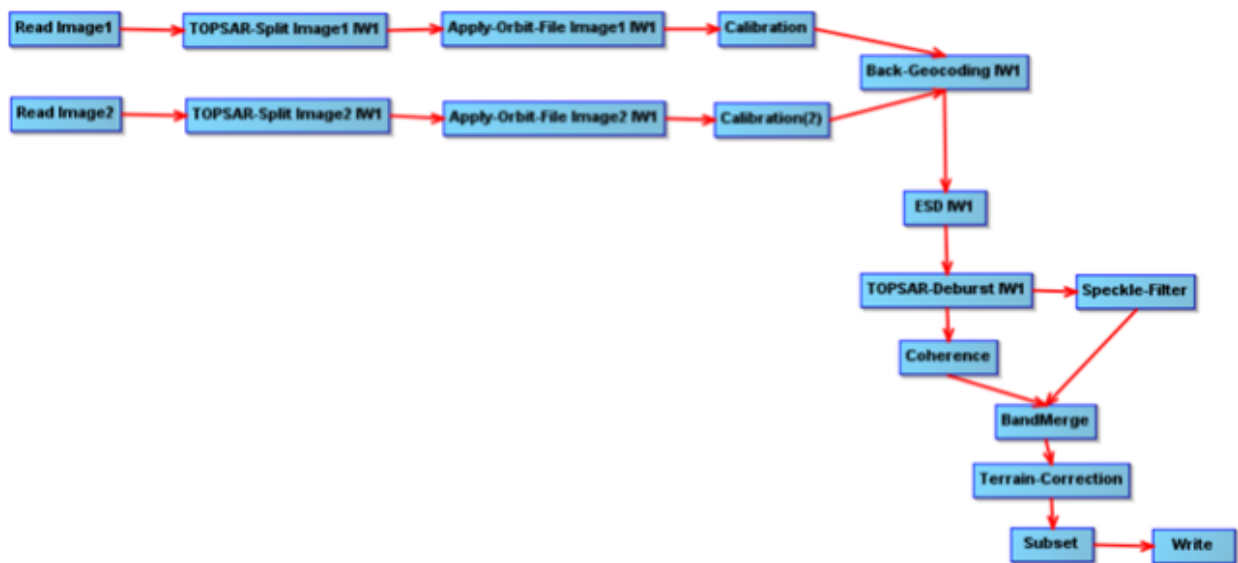 Read Image1
TOPSAR-Split Image1 IW1
Apply-Orbit-File Image1 IW1
Calibration
Back-Geocoding IW1
Read Image2
TOPSAR-Split Image2 IW1
Apply-Orbit-File Image2 IW1
Calibration(2)
ESD IW1
TOPSAR-Deburst IW1
Speckle-Filter
Coherence
BandMerge
Terrain-Correction
Subset
Write